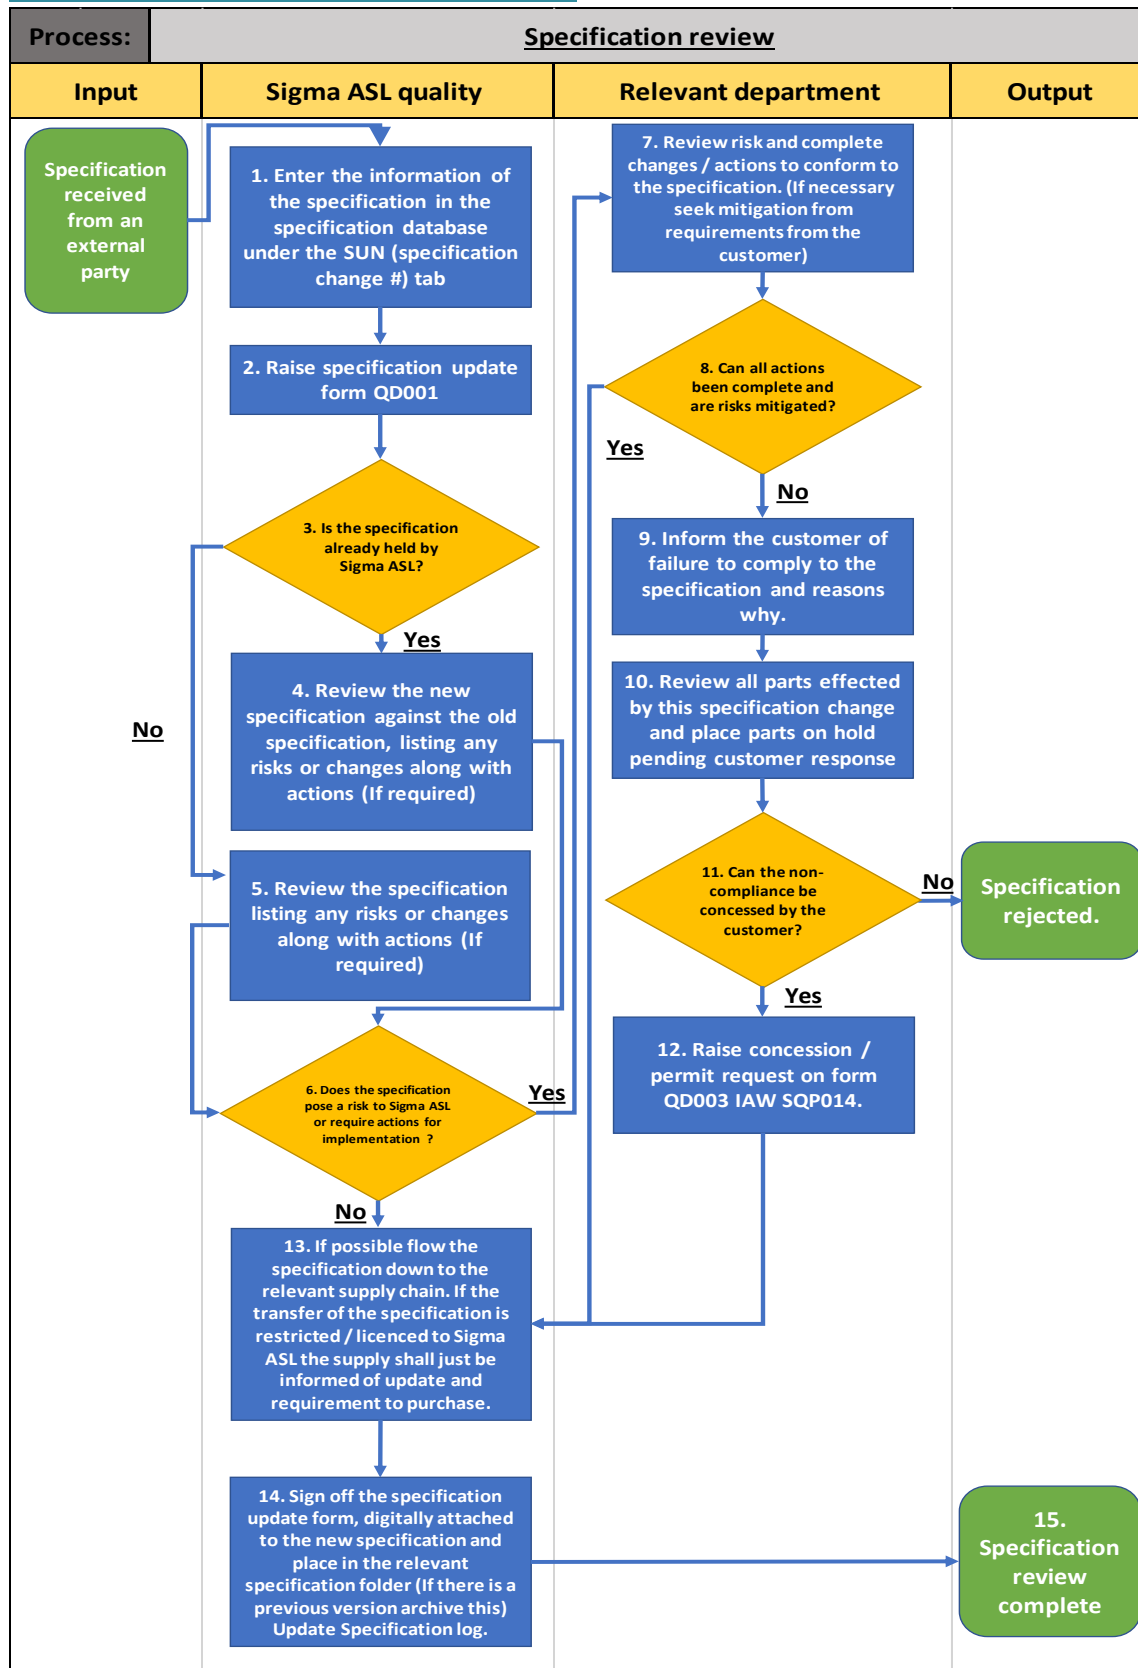 Process:
Specification review
Input
Sigma ASL quality
Relevant department
Output
Specification
received
from an
external
party
1. Enter the information of
the specification in the
specification database
under the SUN (specification
change #) tab
2. Raise specification update
form QD001
3. Is the specification
already held by
Sigma ASL?
Yes
No
4. Review the new
specification against the old
specification, listing any
risks or changes along with
actions (If required)
5. Review the specification
listing any risks or changes
along with actions (If
required)
6. Does the specification
pose a risk to Sigma ASL
or require actions for
implementation ?
Yes
No
7. Review risk and complete
changes / actions to conform to
the specification. (If necessary
seek mitigation from
requirements from the
customer)
8. Can all actions
been complete and
are risks mitigated?
Yes
No
9. Inform the customer of
failure to comply to the
specification and reasons
why.
10. Review all parts effected
by this specification change
and place parts on hold
pending customer response
11. Can the non-
compliance be
concessed by the
customer?
No
Specification
rejected.
Yes
12. Raise concession /
permit request on form
QD003 IAW SQP014.
13. If possible flow the
specification down to the
relevant supply chain. If the
transfer of the specification is
restricted / licenced to Sigma
ASL the supply shall just be
informed of update and
requirement to purchase.
14. Sign off the specification
update form, digitally attached
to the new specification and
place in the relevant
specification folder (If there is a
previous version archive this)
Update Specification log.
15.
Specification
review
complete